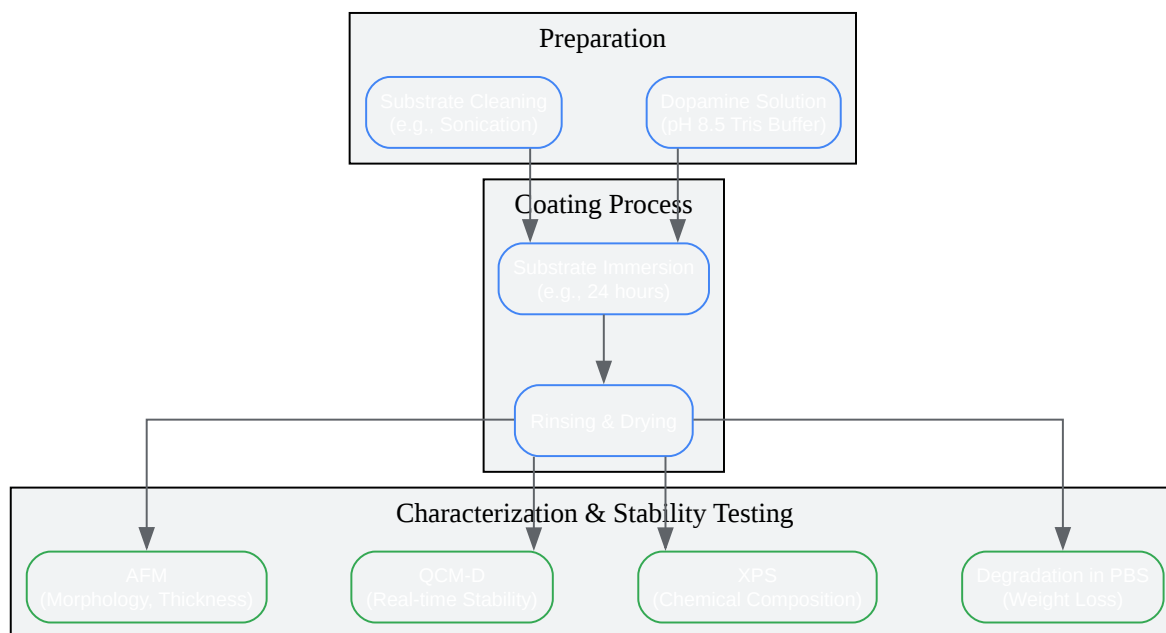 Preparation
Substrate Cleaning
(e.g., Sonication)
Dopamine Solution
(pH 8.5 Tris Buffer)
Coating Process
Substrate Immersion
(e.g., 24 hours)
Rinsing & Drying
Characterization & Stability Testing
AFM
(Morphology, Thickness)
QCM-D
(Real-time Stability)
XPS
(Chemical Composition)
Degradation in PBS
(Weight Loss)